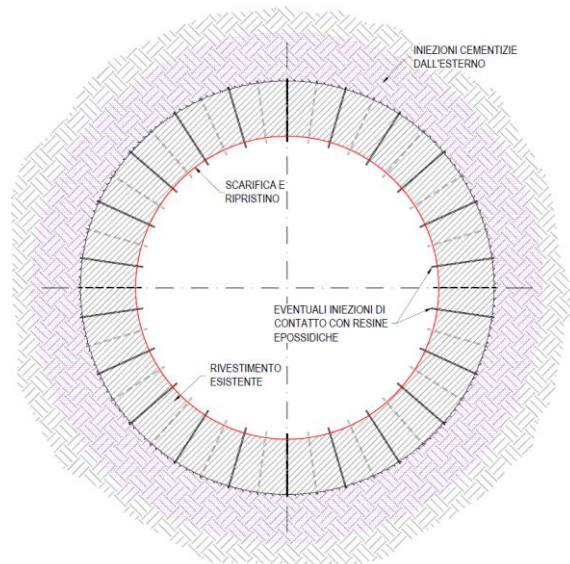 INIEZIONI CEMENTIZIE
DALL'ESTERNO
SCARIFICA E
RIPRISTINO
EVENTUALI INIEZIONI DI
CONTATTO CON RESINE
EPOSSIDICHE
RIVESTIMENTO
ESISTENTE